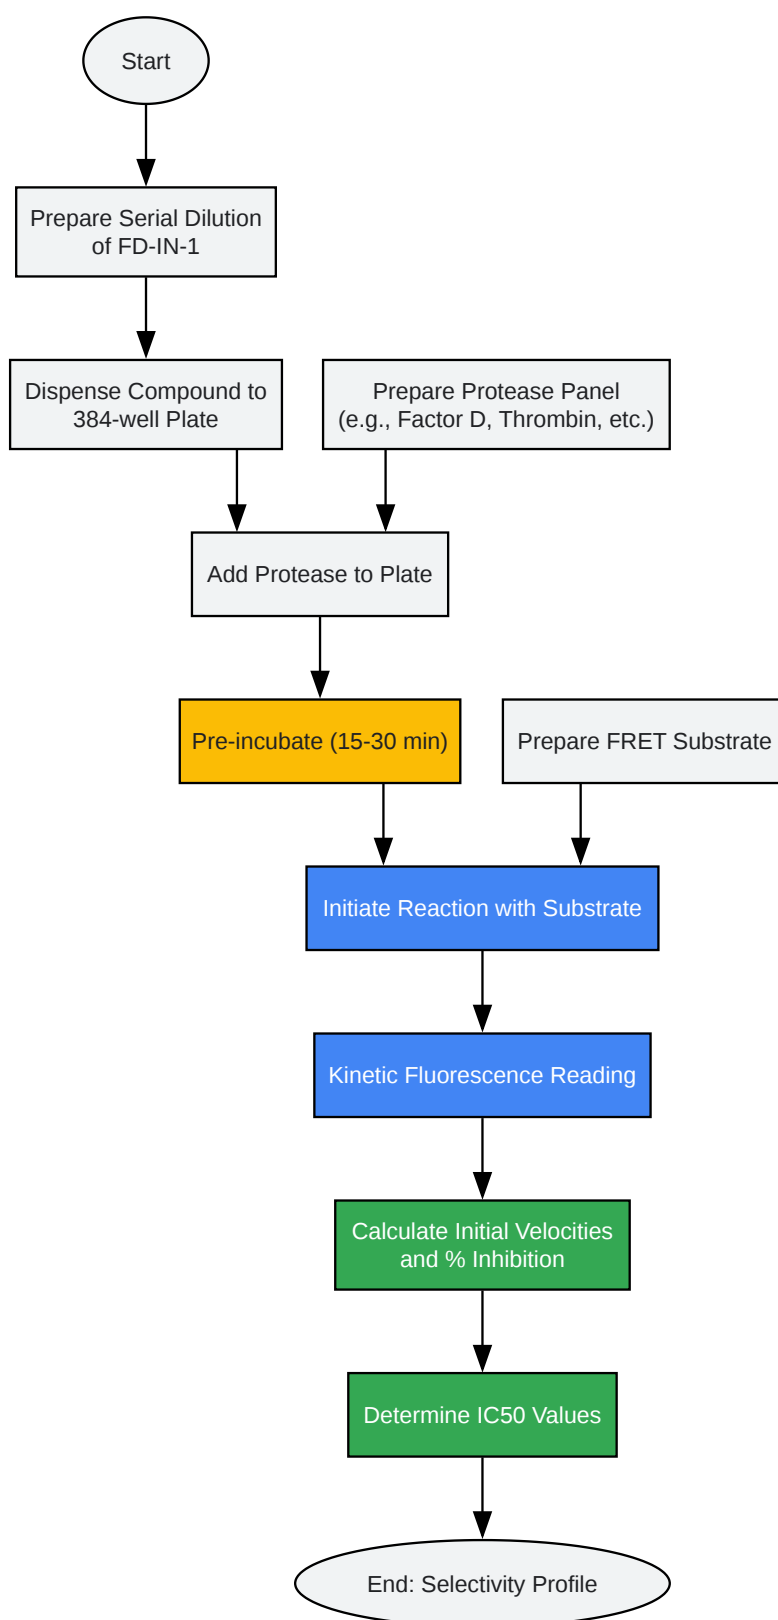 Start
Prepare Serial Dilution
of FD-IN-1
Dispense Compound to
384-well Plate
Prepare Protease Panel
(e.g., Factor D, Thrombin, etc.)
Add Protease to Plate
Pre-incubate (15-30 min)
Prepare FRET Substrate
Initiate Reaction with Substrate
Kinetic Fluorescence Reading
Calculate Initial Velocities
and % Inhibition
Determine IC50 Values
End: Selectivity Profile